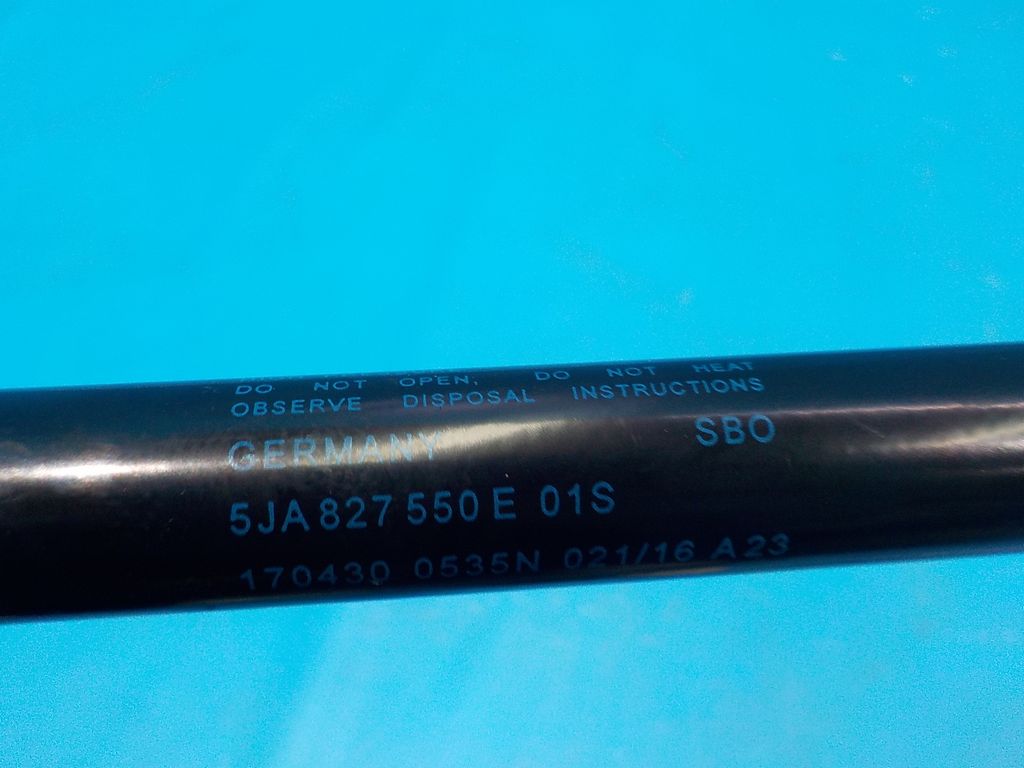 DO NOT OPEN, DO NOT HEAT
OBSERVE DISPOSAL INSTRUCTIONS
GERMANY SBO
5JA 827 550 E 01S
170430 0535N 021/16 A23